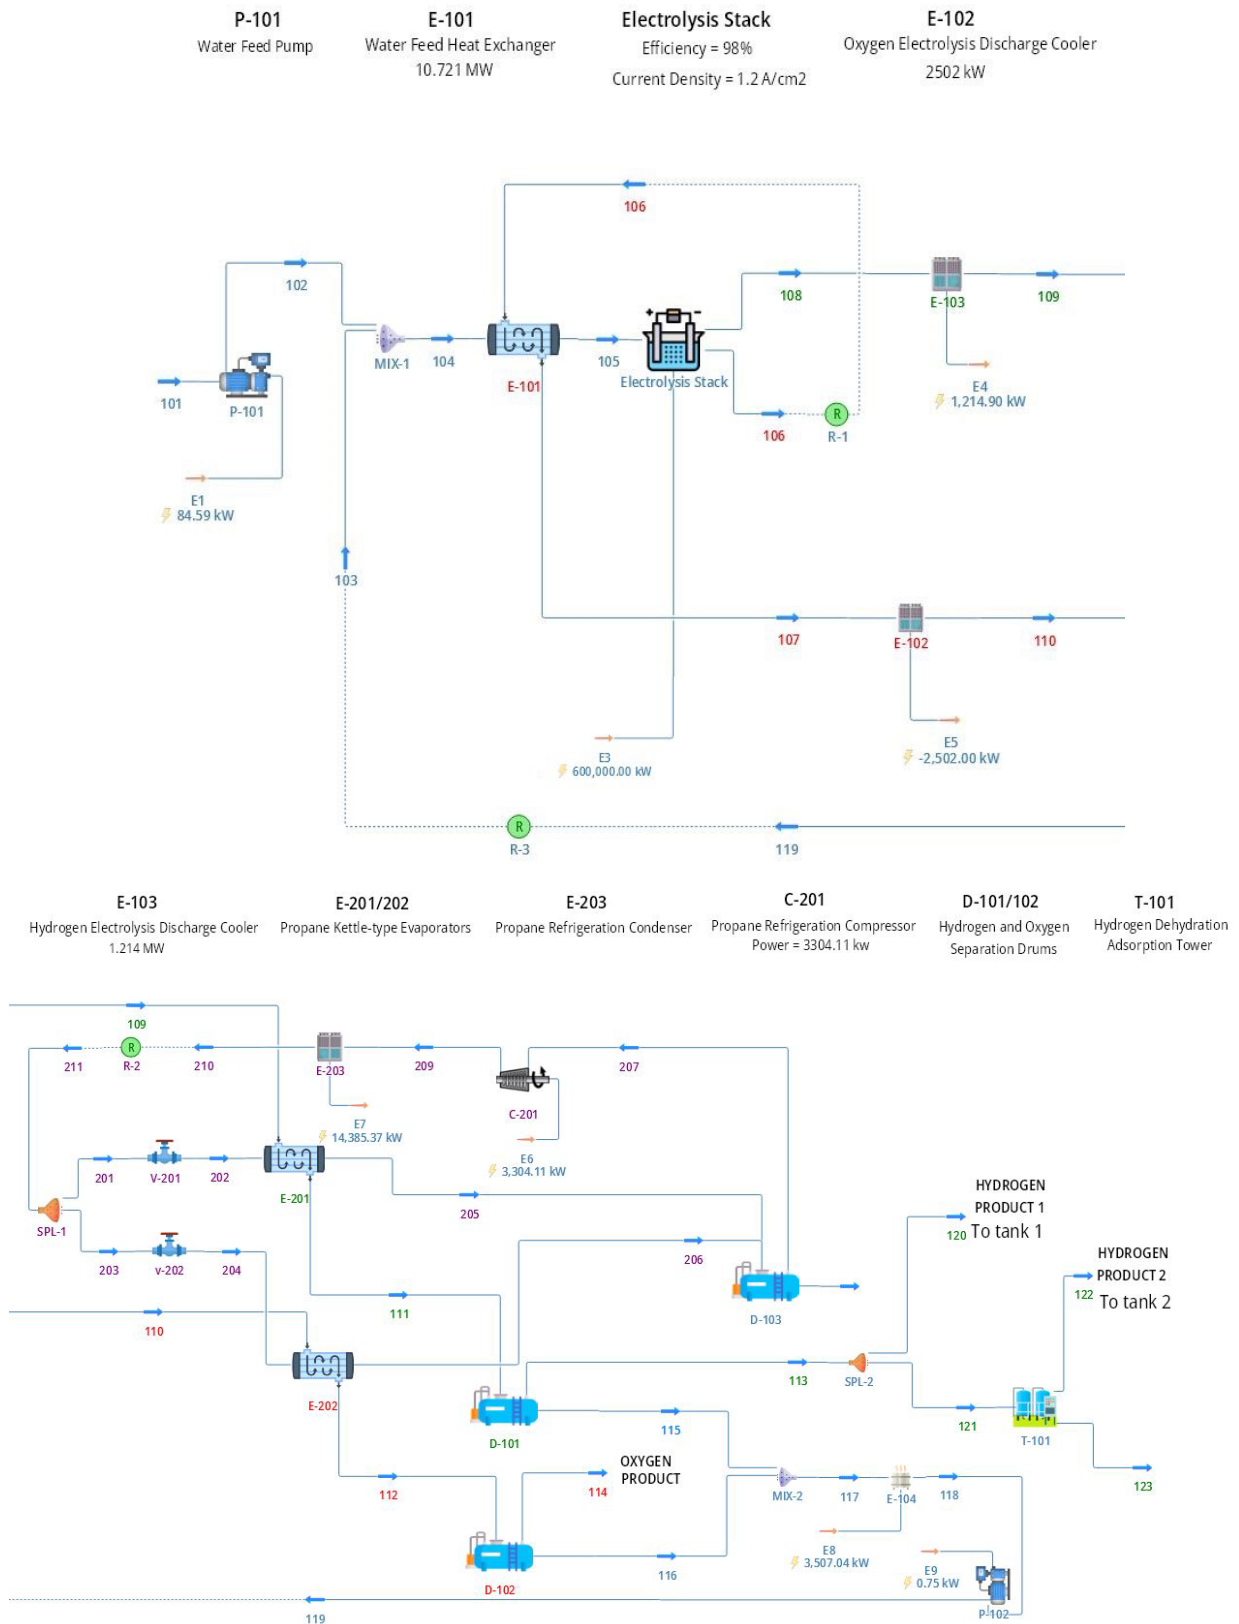 P-101
Water Feed Pump
E-101
Water Feed Heat Exchanger
10.721 MW
Electrolysis Stack
Efficiency = 98%
Current Density = 1.2 A/cm2
E-102
Oxygen Electrolysis Discharge Cooler
2502 kW
106
102
108
E-103
109
101
P-101
MIX-1
104
E-101
105
Electrolysis Stack
E4
1,214.90 kW
106
R
R-1
E1
84.59 kW
103
107
E-102
110
E3
600,000.00 kW
E5
-2,502.00 kW
R
R-3
119
E-103
Hydrogen Electrolysis Discharge Cooler
1.214 MW
E-201/202
Propane Kettle-type Evaporators
E-203
Propane Refrigeration Condenser
C-201
Propane Refrigeration Compressor
Power = 3304.11 kw
D-101/102
Hydrogen and Oxygen
Separation Drums
T-101
Hydrogen Dehydration
Adsorption Tower
109
211
R
R-2
210
E-203
209
207
C-201
E7
14,385.37 kW
E6
3,304.11 kW
201
V-201
202
E-201
205
SPL-1
203
v-202
204
206
HYDROGEN
PRODUCT 1
120
To tank 1
HYDROGEN
PRODUCT 2
122
To tank 2
110
111
D-103
E-202
113
SPL-2
D-101
115
121
T-101
112
OXYGEN
PRODUCT
114
MIX-2
117
E-104
118
123
E8
3,507.04 kW
E9
0.75 kW
D-102
116
P-102
119